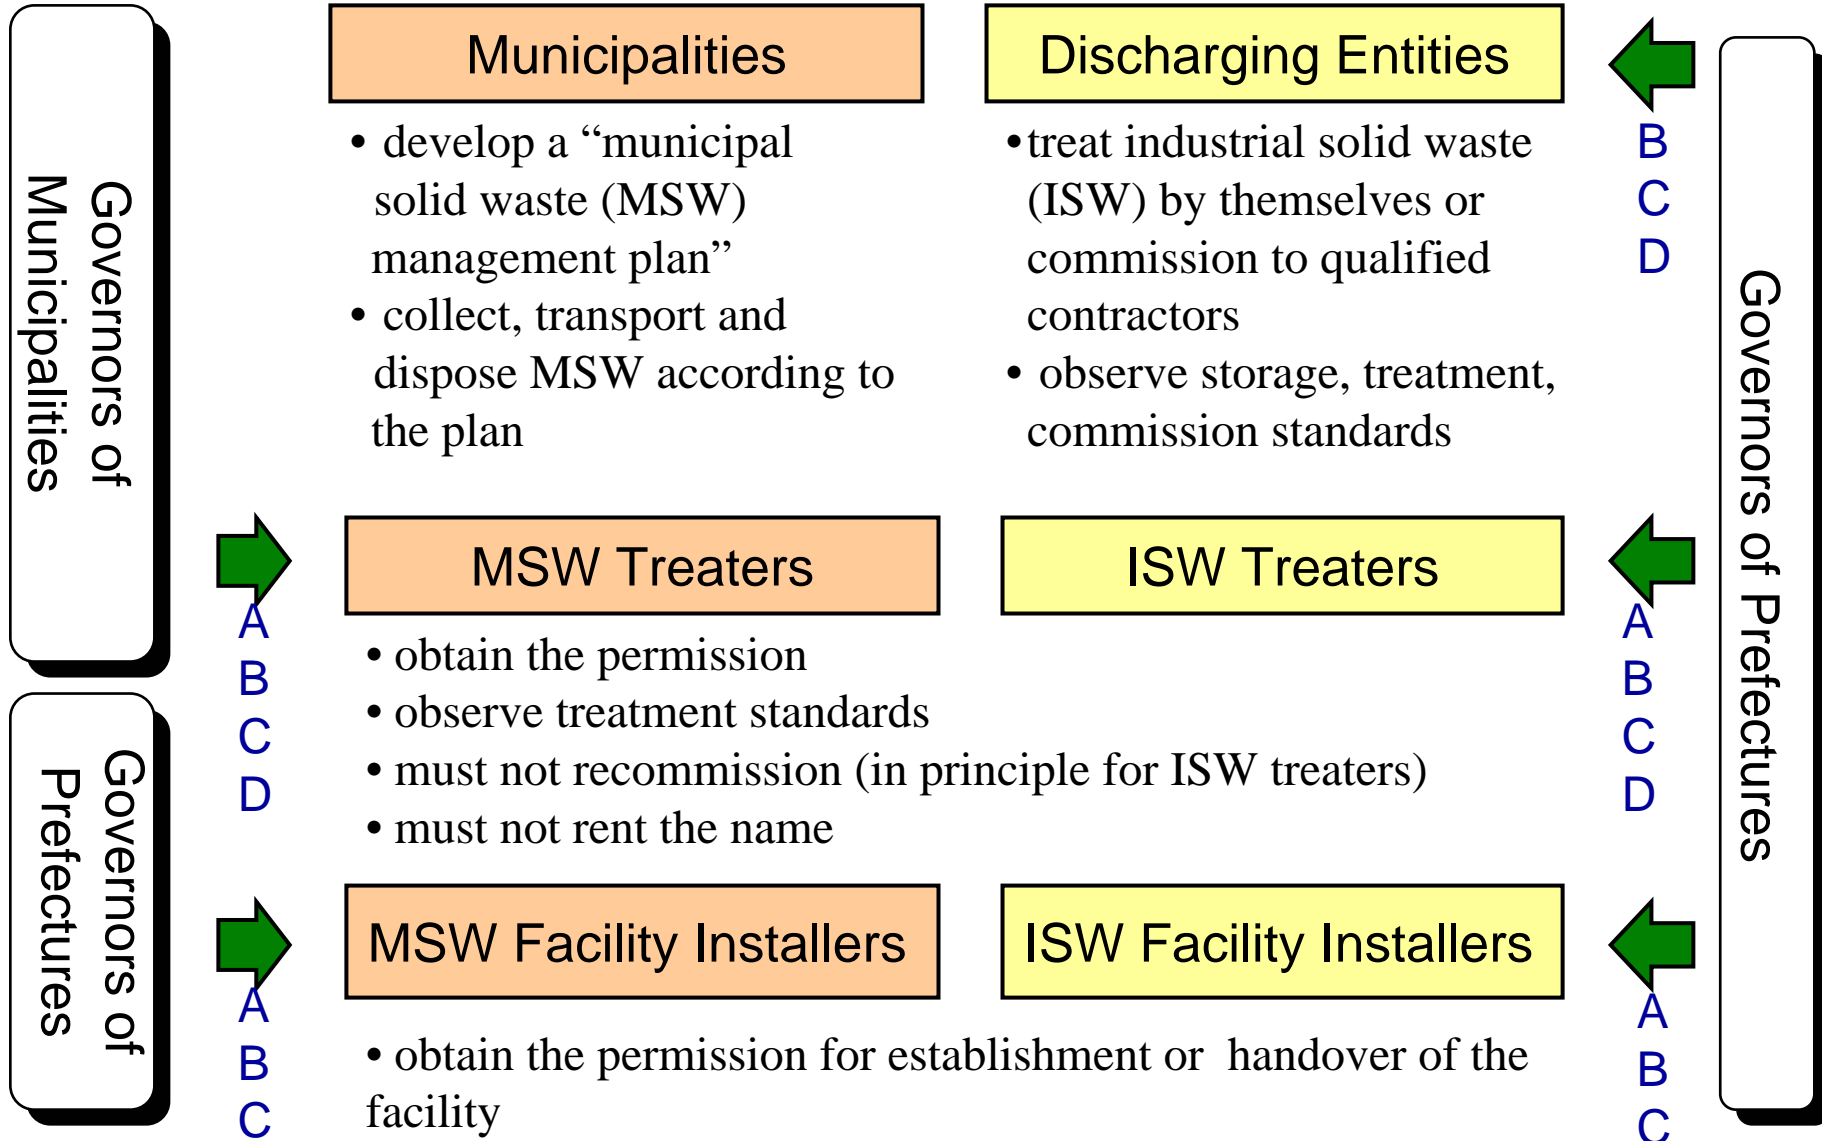 Governors of
Municipalities
Governors of
Prefectures
Municipalities
• develop a “municipal
solid waste (MSW)
management plan”
• collect, transport and
dispose MSW according to
the plan
Discharging Entities
•treat industrial solid waste
(ISW) by themselves or
commission to qualified
contractors
• observe storage, treatment,
commission standards
B
C
D
Governors of Prefectures
MSW Treaters
ISW Treaters
A
B
C
D
• obtain the permission
• observe treatment standards
• must not recommission (in principle for ISW treaters)
• must not rent the name
A
B
C
D
MSW Facility Installers
ISW Facility Installers
A
B
C
• obtain the permission for establishment or handover of the
facility
A
B
C